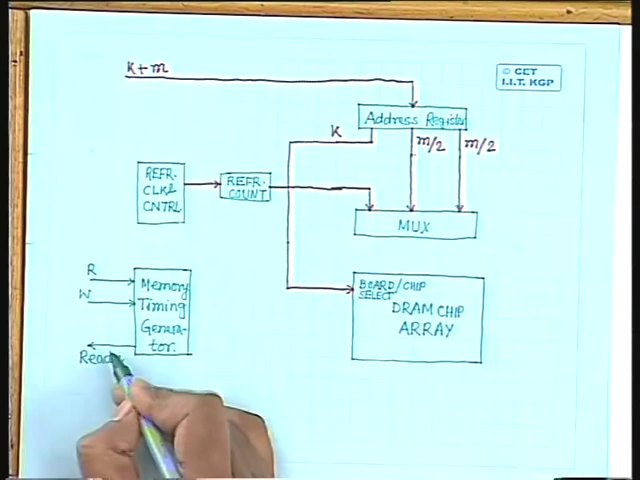 K+m
© CET
I.I.T. KGP
Address Register
K
m/2
m/2
REFR.
CLK &
CNTRL
REFR.
COUNT
MUX
R
W
Memory
Timing
Genera-
tor.
BOARD/CHIP
SELECT
DRAM CHIP
ARRAY